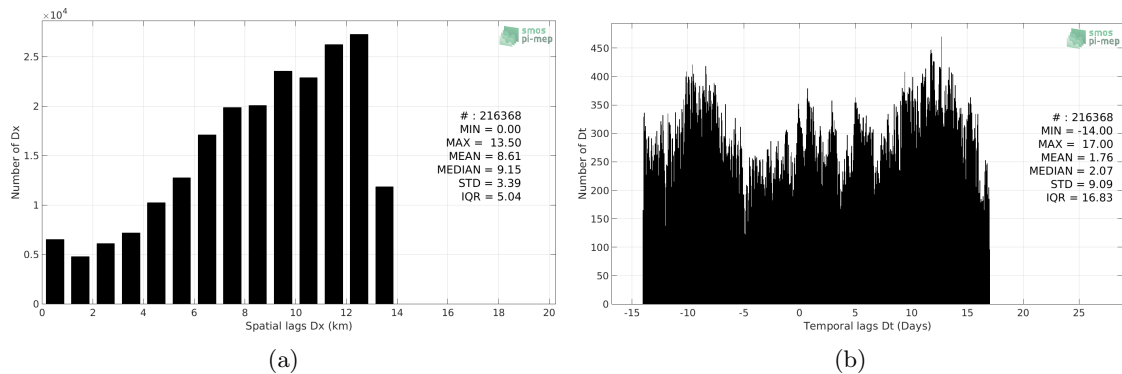 ×10⁴
2.5
2
1.5
1
0.5
0
0 2 4 6 8 10 12 14 16 18 20
Number of Dx
Spatial lags Dx (km)
smos
pi-mep
# : 216368
MIN = 0.00
MAX = 13.50
MEAN = 8.61
MEDIAN = 9.15
STD = 3.39
IQR = 5.04
(a)
450
400
350
300
250
200
150
100
50
0
-15 -10 -5 0 5 10 15 20 25
Number of Dt
Temporal lags Dt (Days)
smos
pi-mep
# : 216368
MIN = -14.00
MAX = 17.00
MEAN = 1.76
MEDIAN = 2.07
STD = 9.09
IQR = 16.83
(b)